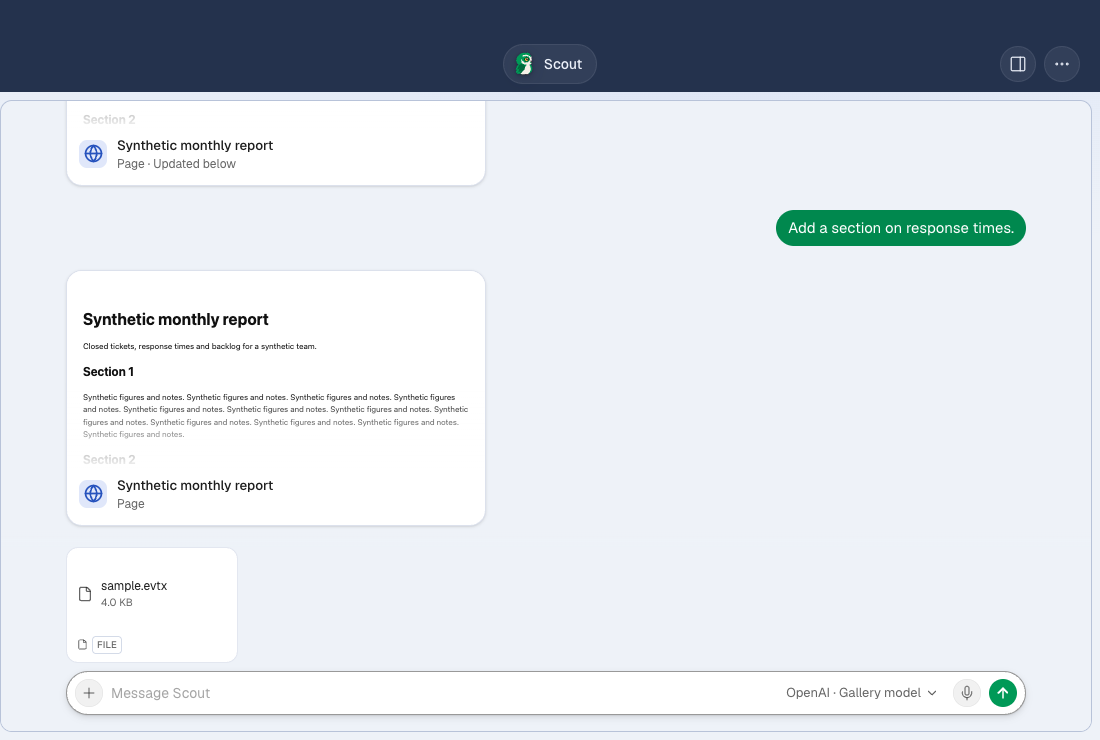 Scout
Section 2
Synthetic monthly report
Page · Updated below
Add a section on response times.
Synthetic monthly report
Closed tickets, response times and backlog for a synthetic team.
Section 1
Synthetic figures and notes. Synthetic figures and notes. Synthetic figures and notes. Synthetic figures
and notes. Synthetic figures and notes. Synthetic figures and notes. Synthetic figures and notes. Synthetic
figures and notes. Synthetic figures and notes. Synthetic figures and notes. Synthetic figures and notes.
Synthetic figures and notes.
Section 2
Synthetic monthly report
Page
sample.evtx
4.0 KB
FILE
Message Scout
OpenAI · Gallery model